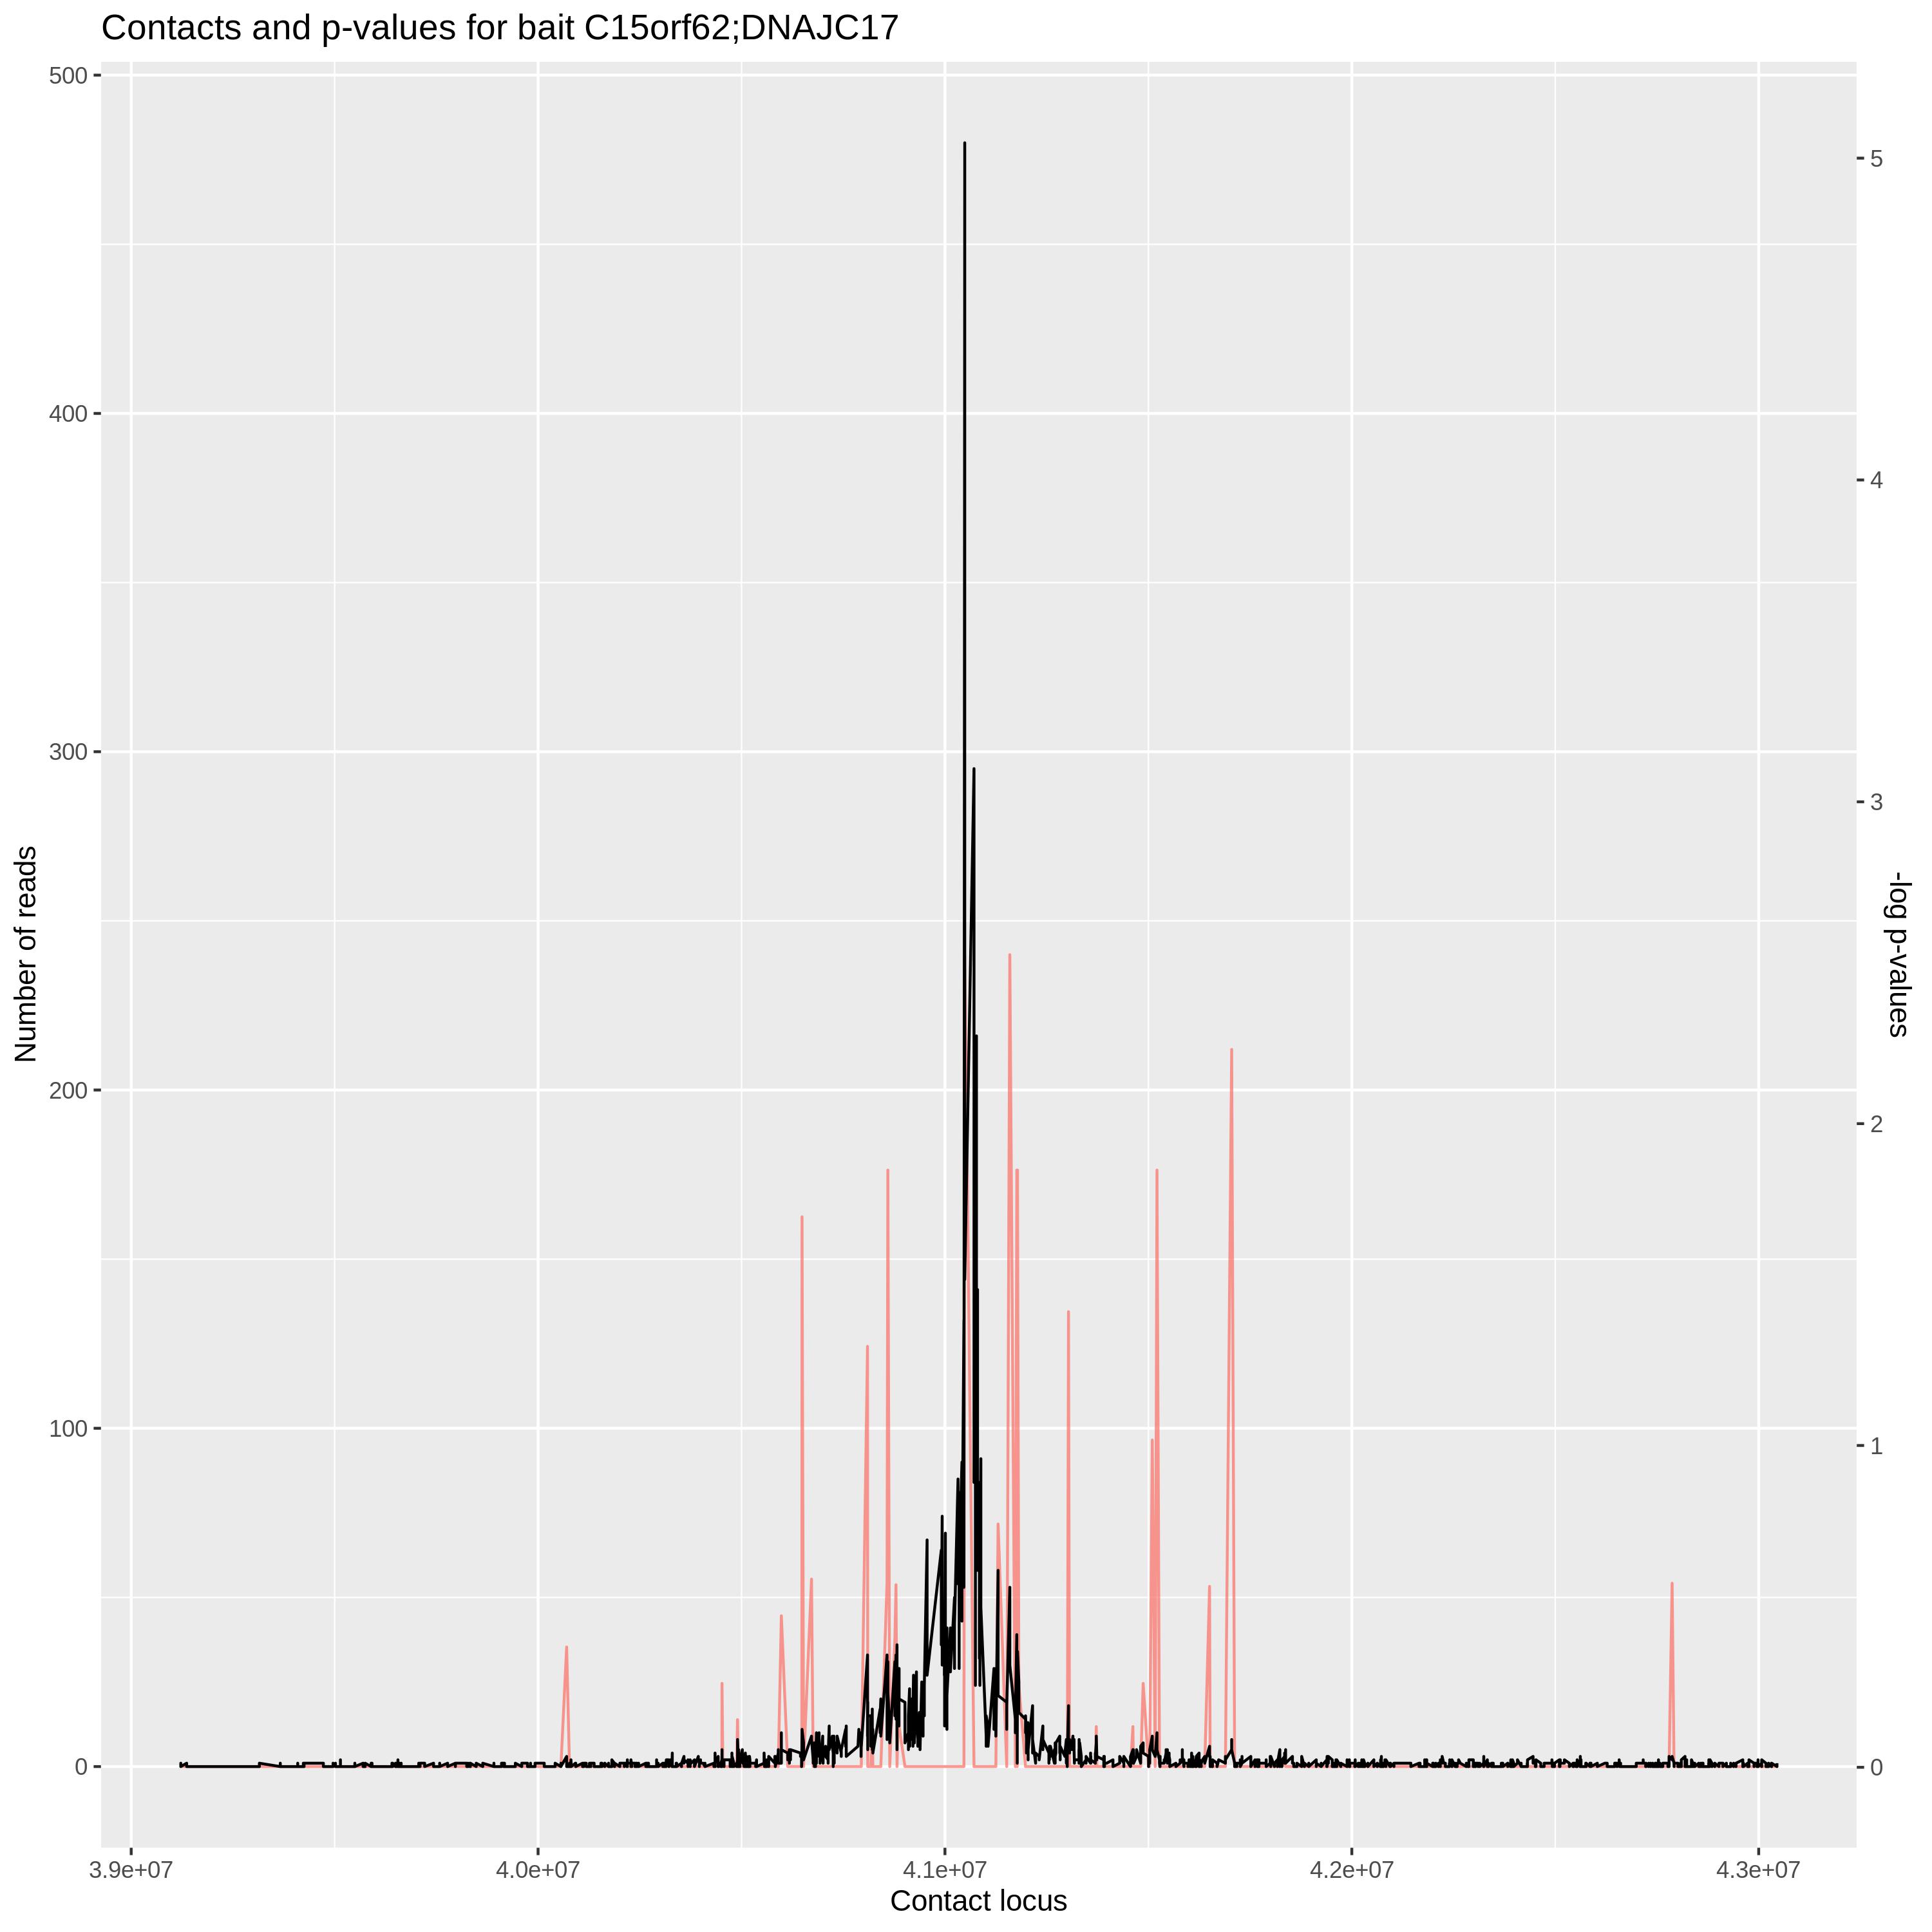 Contacts and p-values for bait C15orf62;DNAJC17
500
400
300
200
100
0
Number of reads
5
4
3
2
1
0
-log p-values
3.9e+07 4.0e+07 4.1e+07 4.2e+07 4.3e+07
Contact locus